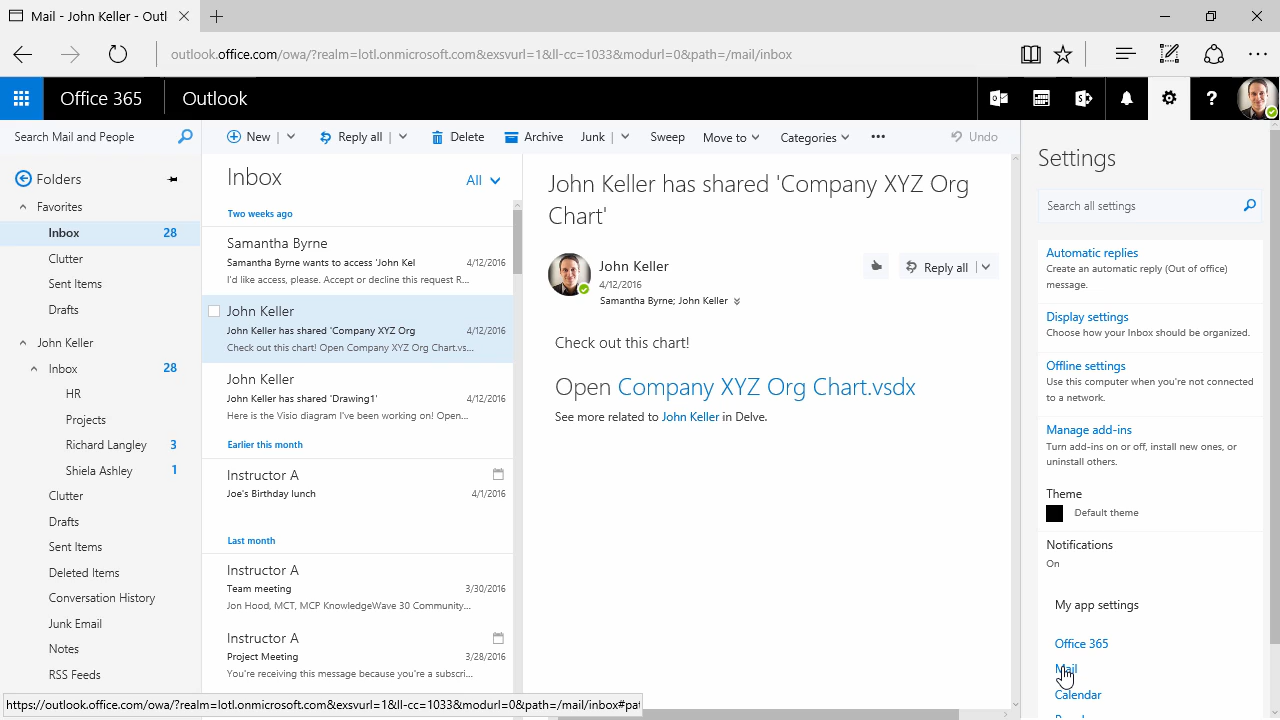 Mail - John Keller - Outl
outlook.office.com/owa/?realm=lotl.onmicrosoft.com&exsvurl=1&ll-cc=1033&modurl=0&path=/mail/inbox
Office 365
Outlook
?
Search Mail and People
New
Reply all
Delete
Archive
Junk
Sweep
Move to
Categories
Undo
Folders
Favorites
Inbox 28
Clutter
Sent Items
Drafts
John Keller
Inbox 28
HR
Projects
Richard Langley 3
Shiela Ashley 1
Clutter
Drafts
Sent Items
Deleted Items
Conversation History
Junk Email
Notes
RSS Feeds
Inbox
All
Two weeks ago
Samantha Byrne
Samantha Byrne wants to access 'John Kel 4/12/2016
I'd like access, please. Accept or decline this request R...
John Keller
John Keller has shared 'Company XYZ Org 4/12/2016
Check out this chart! Open Company XYZ Org Chart.vs...
John Keller
John Keller has shared 'Drawing1' 4/12/2016
Here is the Visio diagram I've been working on! Open...
Earlier this month
Instructor A
Joe's Birthday lunch 4/1/2016
Last month
Instructor A
Team meeting 3/30/2016
Jon Hood, MCT, MCP KnowledgeWave 30 Community...
Instructor A
Project Meeting 3/28/2016
You're receiving this message because you're a subscri...
John Keller has shared 'Company XYZ Org
Chart'
John Keller
4/12/2016
Samantha Byrne; John Keller
Reply all
Check out this chart!
Open Company XYZ Org Chart.vsdx
See more related to John Keller in Delve.
Settings
Search all settings
Automatic replies
Create an automatic reply (Out of office)
message.
Display settings
Choose how your Inbox should be organized.
Offline settings
Use this computer when you're not connected
to a network.
Manage add-ins
Turn add-ins on or off, install new ones, or
uninstall others.
Theme
Default theme
Notifications
On
My app settings
Office 365
Mail
Calendar
https://outlook.office.com/owa/?realm=lotl.onmicrosoft.com&exsvurl=1&ll-cc=1033&modurl=0&path=/mail/inbox#pat